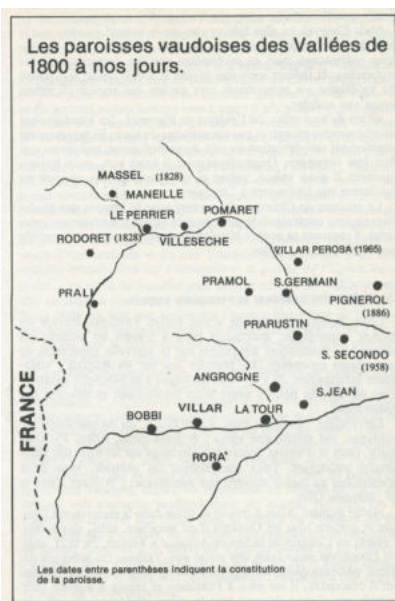 Les paroisses vaudoises des Vallées de
1800 à nos jours.
MASSEL (1828)
MANEILLE
LE PERRIER
POMARET
RODORET (1828)
VILLESECHE
VILLAR PEROSA (1965)
PRALI
PRAMOL
S.GERMAIN
PIGNEROL
(1886)
PRARUSTIN
S. SECONDO
(1958)
ANGROGNE
S.JEAN
FRANCE
BOBBI
VILLAR
LA TOUR
RORA'
Les dates entre parenthèses indiquent la constitution
de la paroisse.